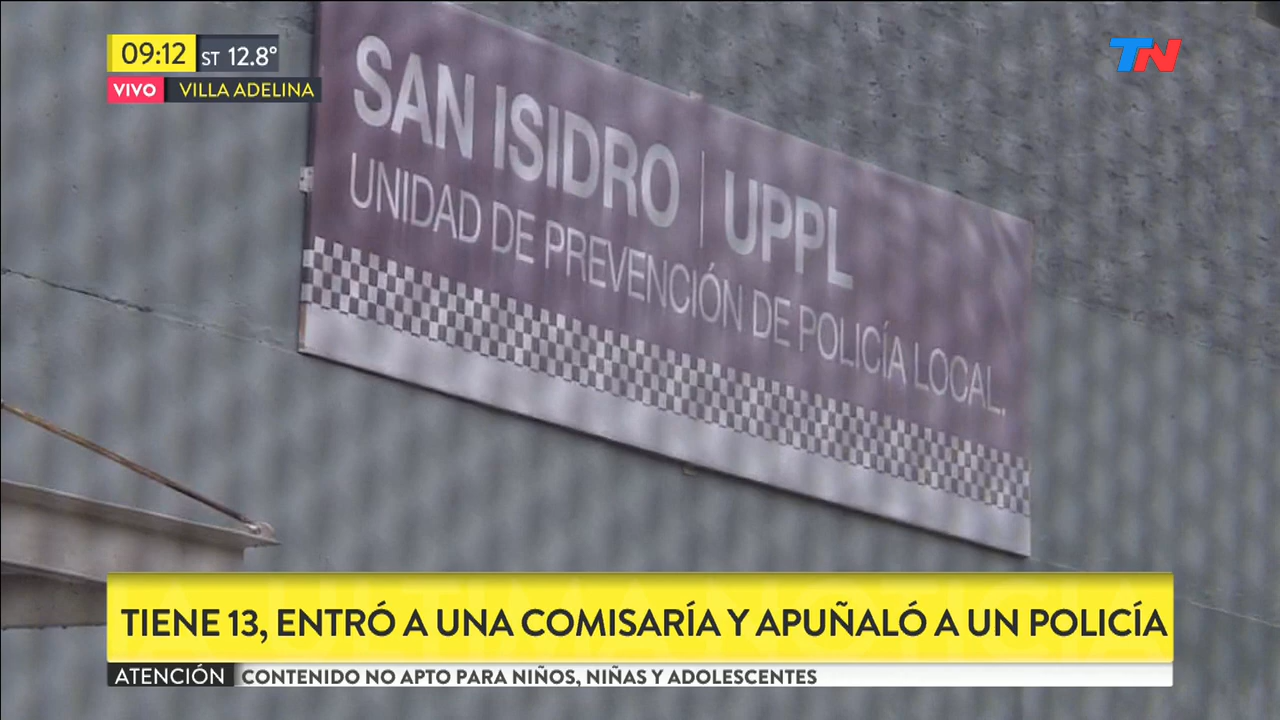 09:12 ST 12.8°
TN
VIVO VILLA ADELINA
SAN ISIDRO | UPPL
UNIDAD DE PREVENCIÓN DE POLICÍA LOCAL.
TIENE 13, ENTRÓ A UNA COMISARÍA Y APUÑALÓ A UN POLICÍA
ATENCIÓN CONTENIDO NO APTO PARA NIÑOS, NIÑAS Y ADOLESCENTES